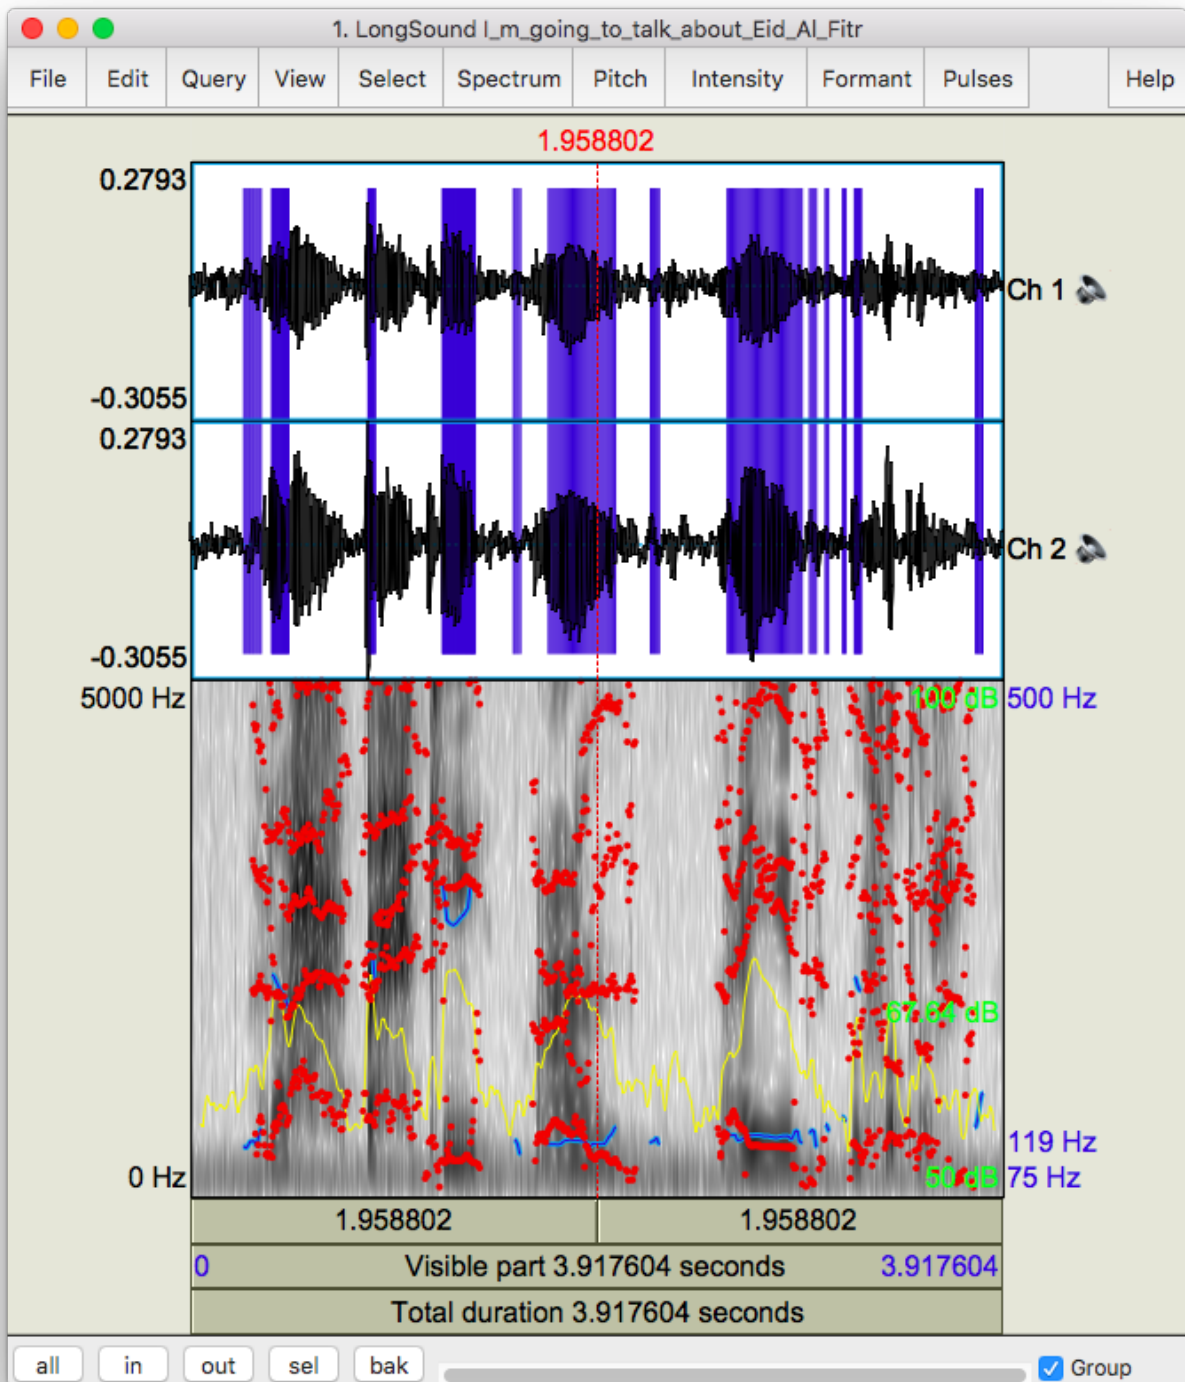 1. LongSound I_m_going_to_talk_about_Eid_Al_Fitr
File Edit Query View Select Spectrum Pitch Intensity Formant Pulses Help
1.958802
0.2793
Ch 1
-0.3055
0.2793
Ch 2
-0.3055
5000 Hz 100 dB 500 Hz
67.64 dB
119 Hz
0 Hz 50 dB 75 Hz
1.958802 1.958802
0 Visible part 3.917604 seconds 3.917604
Total duration 3.917604 seconds
all in out sel bak Group